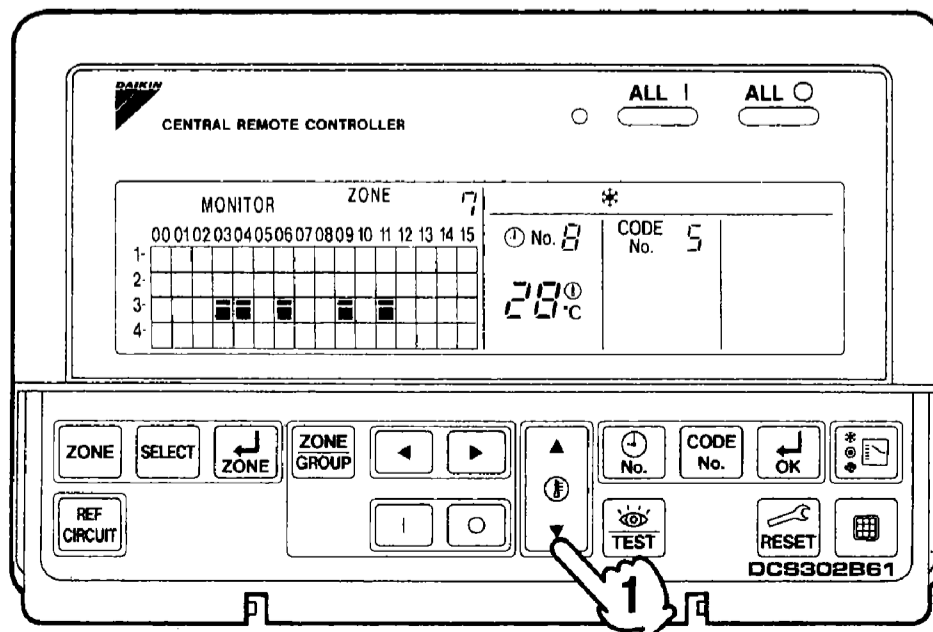 DAIKIN
CENTRAL REMOTE CONTROLLER
ALL I
ALL O
MONITOR
ZONE 7
00 01 02 03 04 05 06 07 08 09 10 11 12 13 14 15
1-
2-
3-
4-
No. 8
CODE No. 5
28 °C
ZONE
SELECT
ZONE
ZONE GROUP
No.
CODE No.
OK
REF CIRCUIT
I
O
TEST
RESET
DCS302B61
1